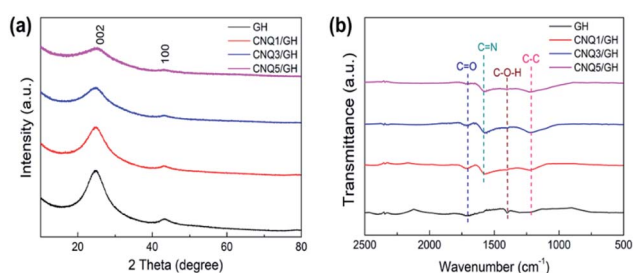 (a)
002
100
GH
CNQ1/GH
CNQ3/GH
CNQ5/GH
Intensity (a.u.)
20 40 60 80
2 Theta (degree)
(b)
GH
CNQ1/GH
CNQ3/GH
CNQ5/GH
C=O
C=N
C-O-H
C-C
Transmittance (a.u.)
2500 2000 1500 1000 500
Wavenumber (cm⁻¹)